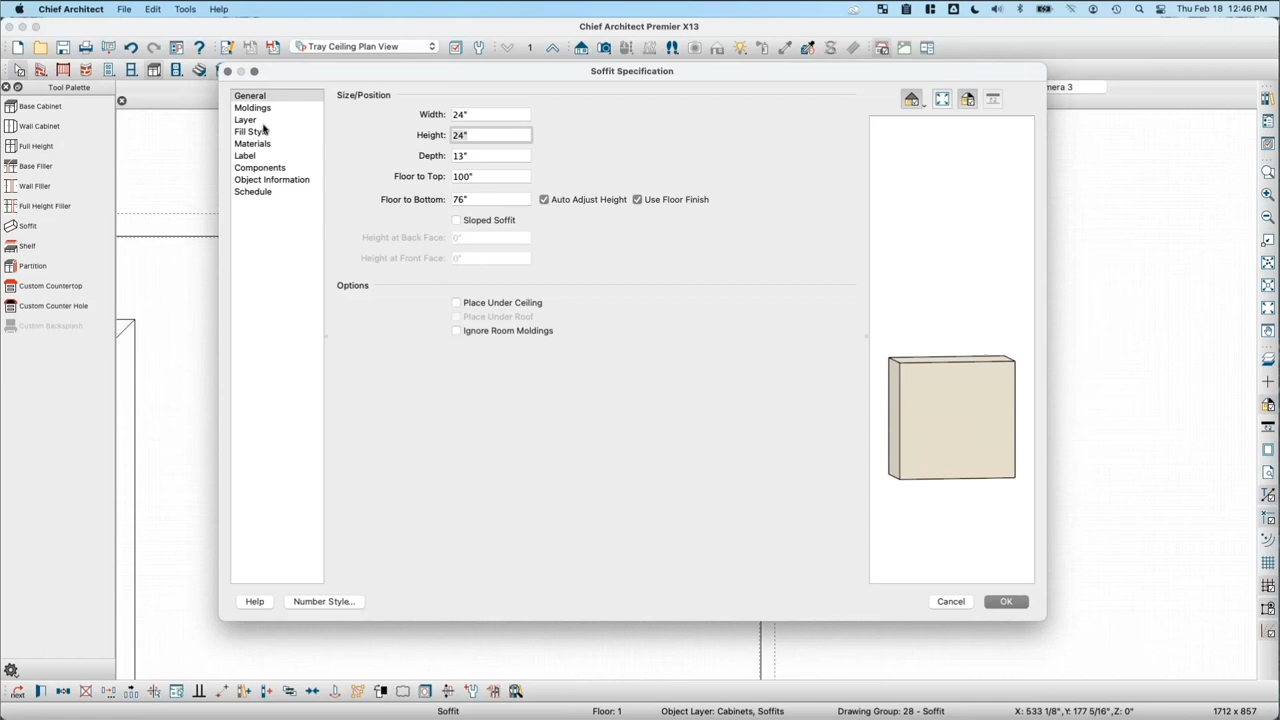 Chief Architect File Edit Tools Help
Thu Feb 18 12:46 PM
Chief Architect Premier X13
Tray Ceiling Plan View
1
Tool Palette
Base Cabinet
Wall Cabinet
Full Height
Base Filler
Wall Filler
Full Height Filler
Soffit
Shelf
Partition
Custom Countertop
Custom Counter Hole
Custom Backsplash
mera 3
Soffit Specification
General
Moldings
Layer
Fill Style
Materials
Label
Components
Object Information
Schedule
Size/Position
Width: 24"
Height: 24"
Depth: 13"
Floor to Top: 100"
Floor to Bottom: 76" Auto Adjust Height Use Floor Finish
Sloped Soffit
Height at Back Face: 0"
Height at Front Face: 0"
Options
Place Under Ceiling
Place Under Roof
Ignore Room Moldings
Help
Number Style...
Cancel
OK
next
Soffit Floor: 1 Object Layer: Cabinets, Soffits Drawing Group: 28 - Soffit X: 533 1/8", Y: 177 5/16", Z: 0" 1712 x 857